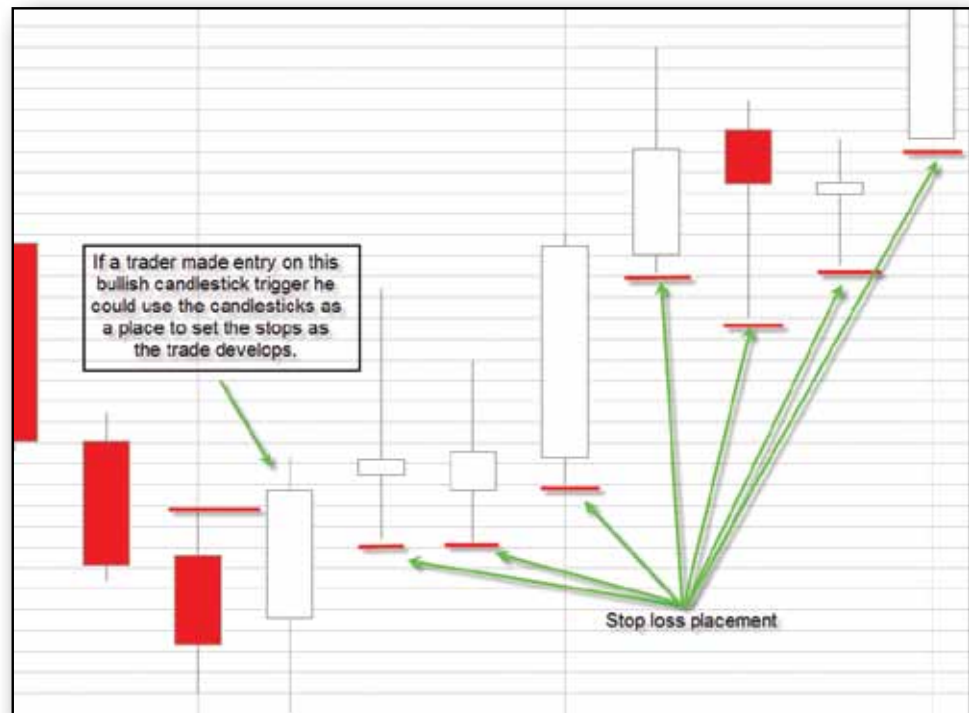 If a trader made entry on this
bullish candlestick trigger he
could use the candlesticks as
a place to set the stops as
the trade develops.
Stop loss placement